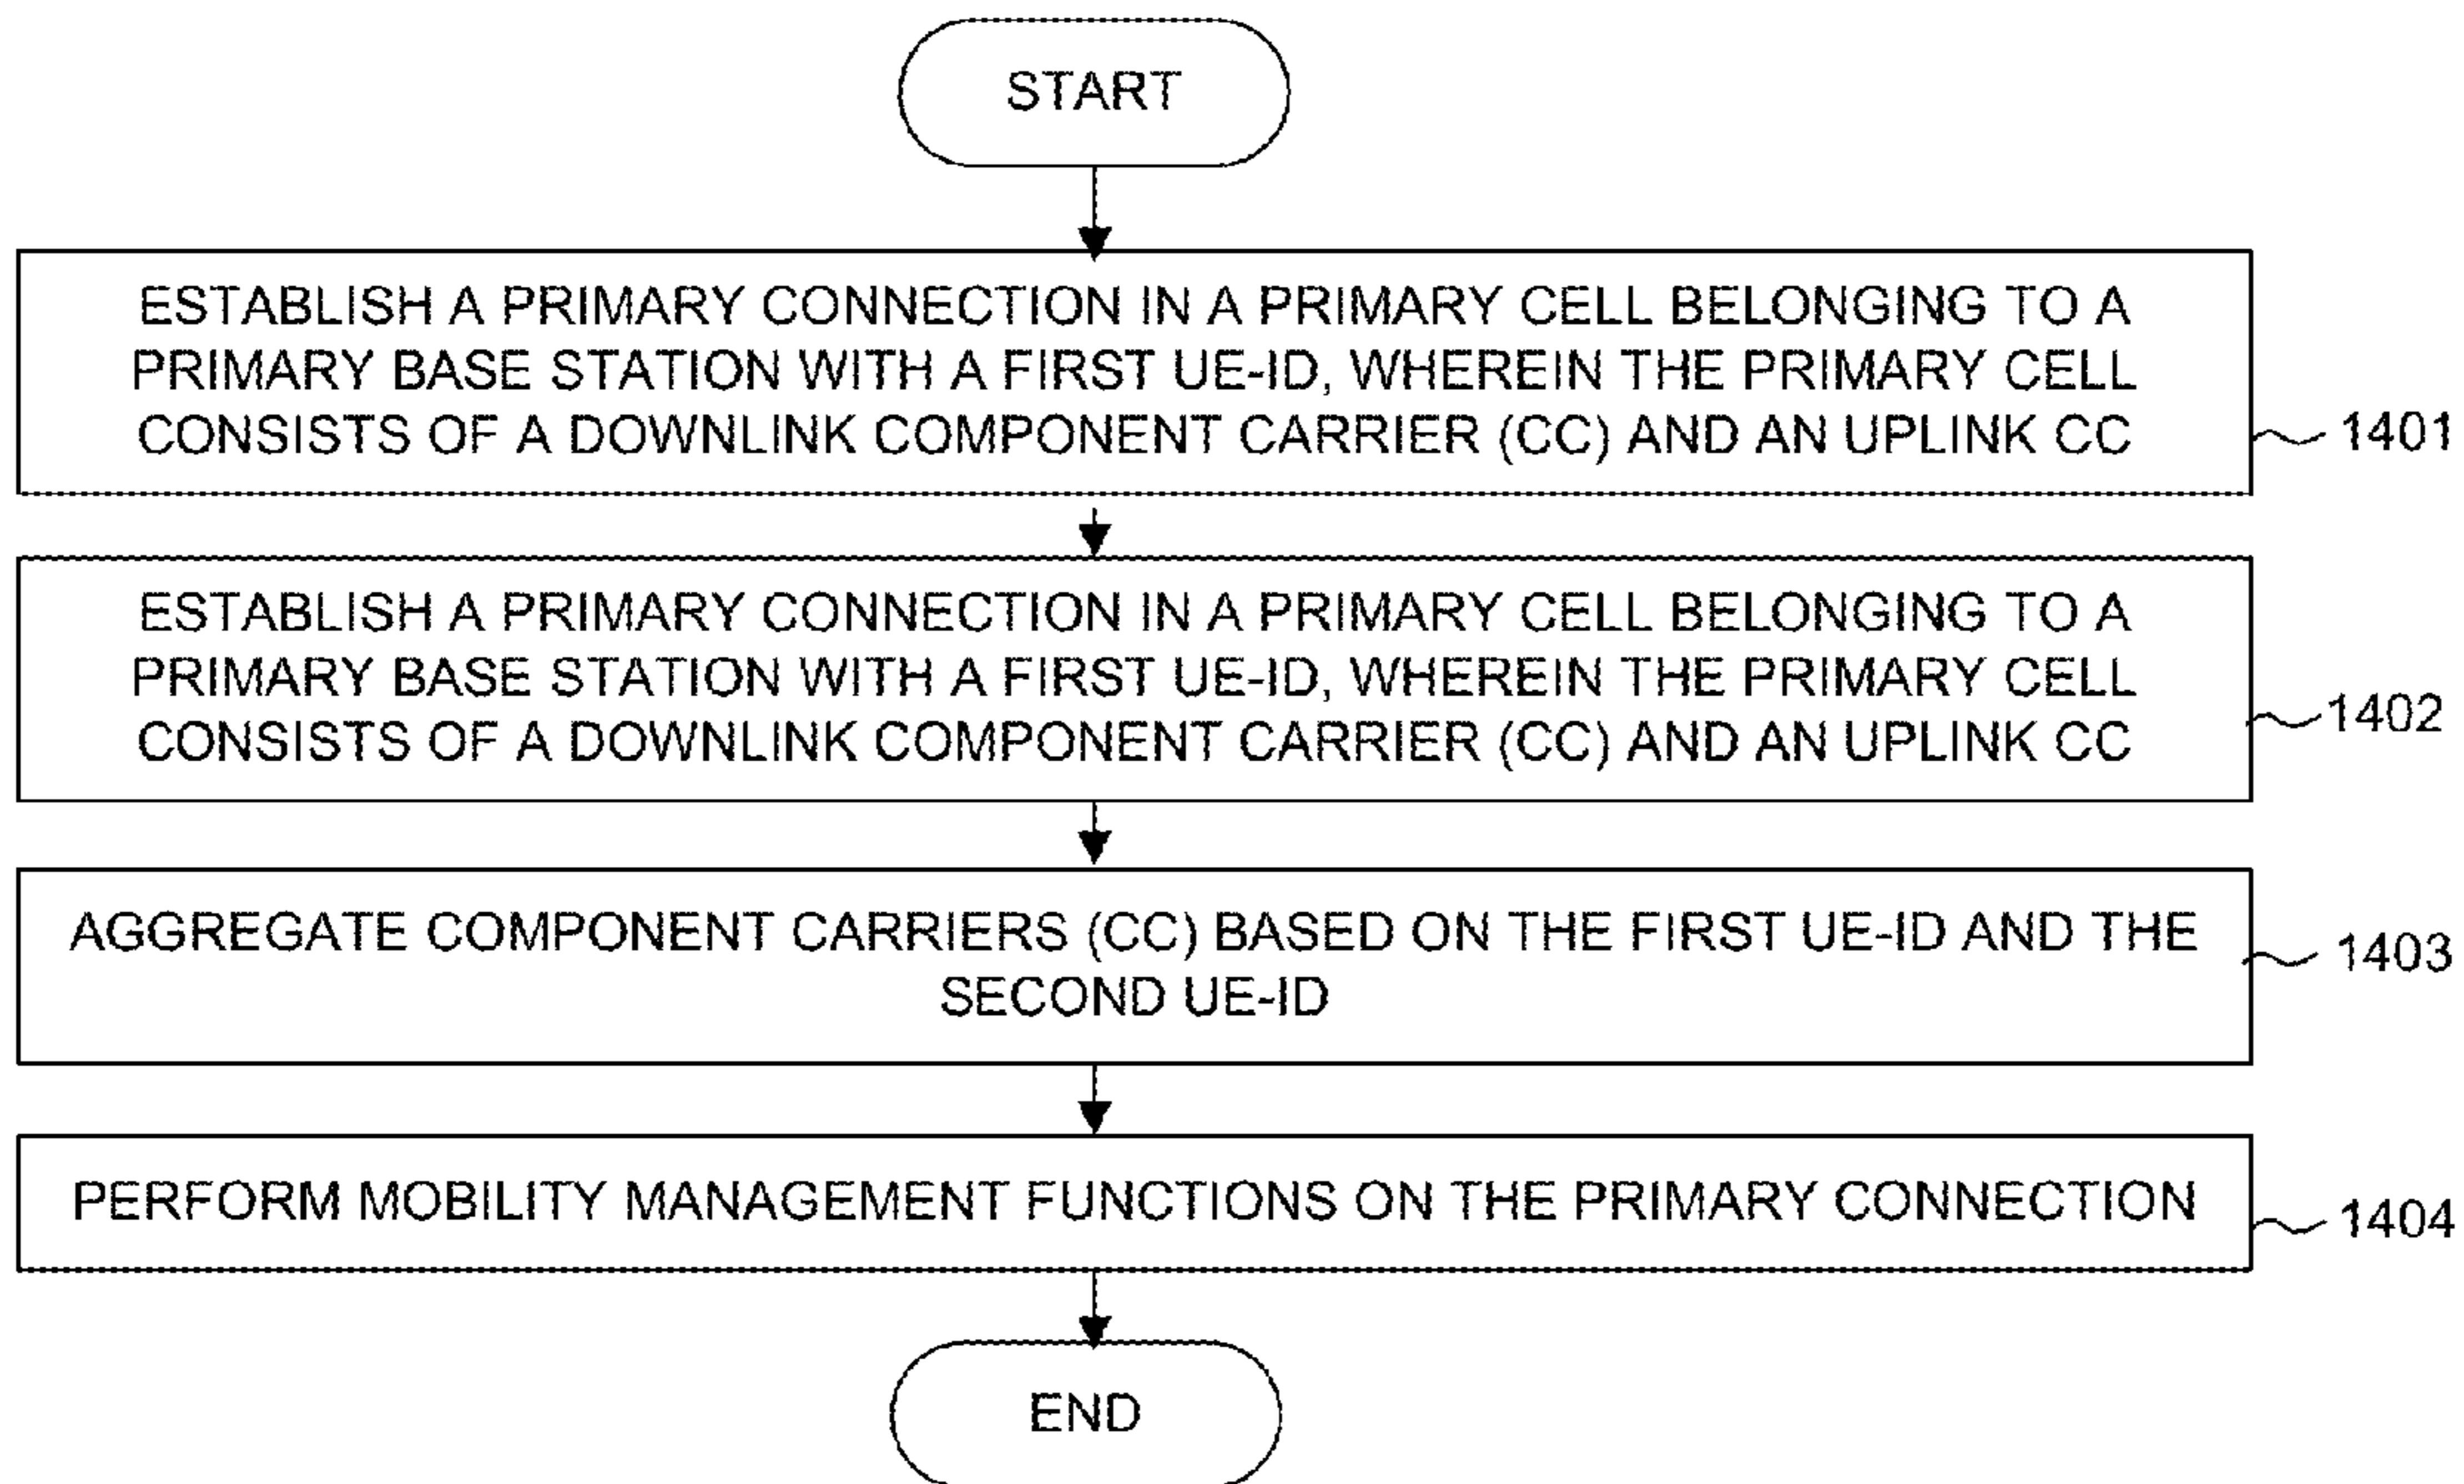 START
ESTABLISH A PRIMARY CONNECTION IN A PRIMARY CELL BELONGING TO A
PRIMARY BASE STATION WITH A FIRST UE-ID, WHEREIN THE PRIMARY CELL
CONSISTS OF A DOWNLINK COMPONENT CARRIER (CC) AND AN UPLINK CC
1401
ESTABLISH A PRIMARY CONNECTION IN A PRIMARY CELL BELONGING TO A
PRIMARY BASE STATION WITH A FIRST UE-ID, WHEREIN THE PRIMARY CELL
CONSISTS OF A DOWNLINK COMPONENT CARRIER (CC) AND AN UPLINK CC
1402
AGGREGATE COMPONENT CARRIERS (CC) BASED ON THE FIRST UE-ID AND THE
SECOND UE-ID
1403
PERFORM MOBILITY MANAGEMENT FUNCTIONS ON THE PRIMARY CONNECTION
1404
END